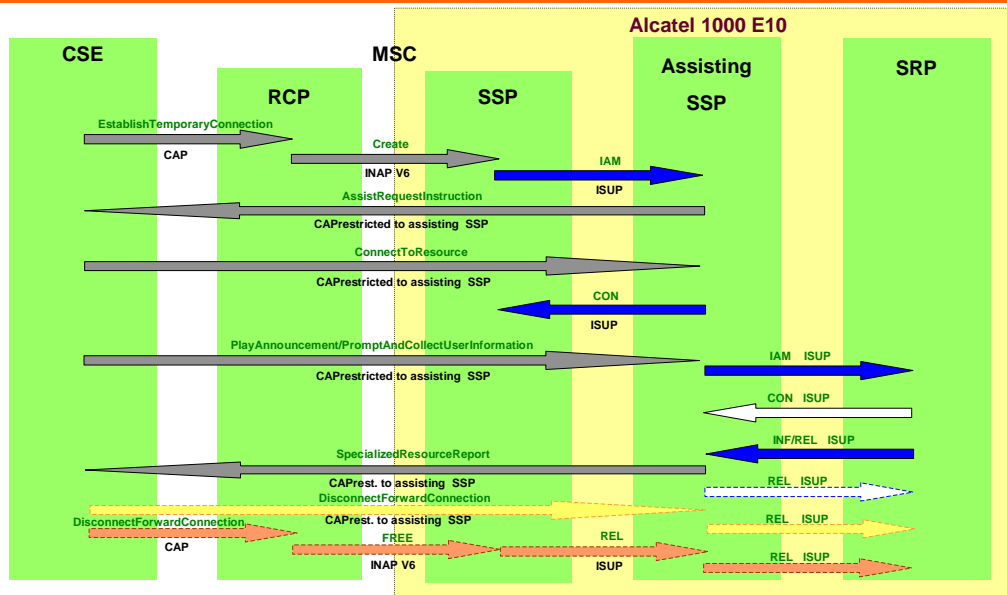 Alcatel 1000 E10
CSE
MSC
RCP
SSP
Assisting
SSP
SRP
EstablishTemporaryConnection
CAP
Create
INAP V6
IAM
ISUP
AssistRequestInstruction
CAPrestricted to assisting SSP
ConnectToResource
CAPrestricted to assisting SSP
CON
ISUP
PlayAnnouncement/PromptAndCollectUserInformation
CAPrestricted to assisting SSP
IAM ISUP
CON ISUP
INF/REL ISUP
SpecializedResourceReport
CAPrest. to assisting SSP
REL ISUP
DisconnectForwardConnection
CAPrest. to assisting SSP
REL ISUP
DisconnectForwardConnection
CAP
FREE
INAP V6
REL
ISUP
REL ISUP